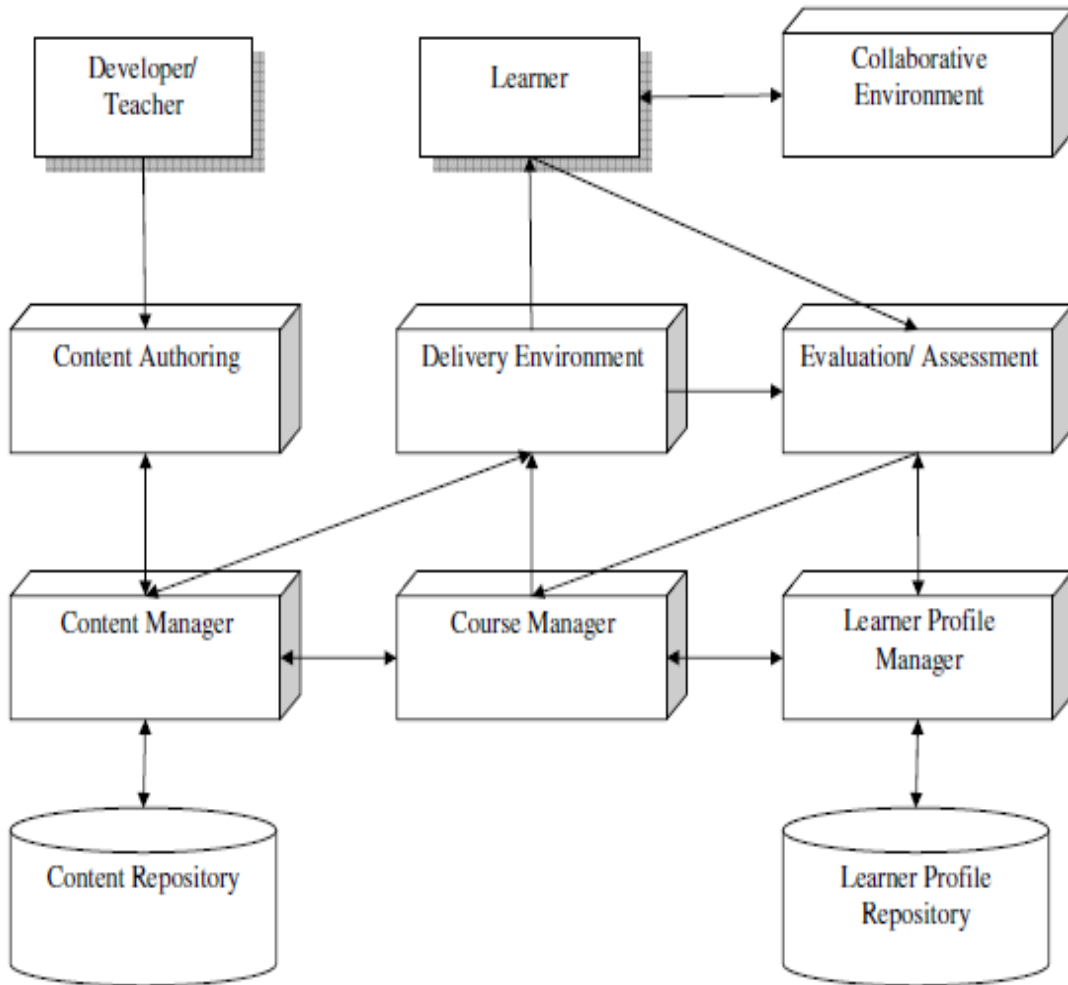 Developer/
Teacher
Learner
Collaborative
Environment
Content Authoring
Delivery Environment
Evaluation/ Assessment
Content Manager
Course Manager
Learner Profile
Manager
Content Repository
Learner Profile
Repository